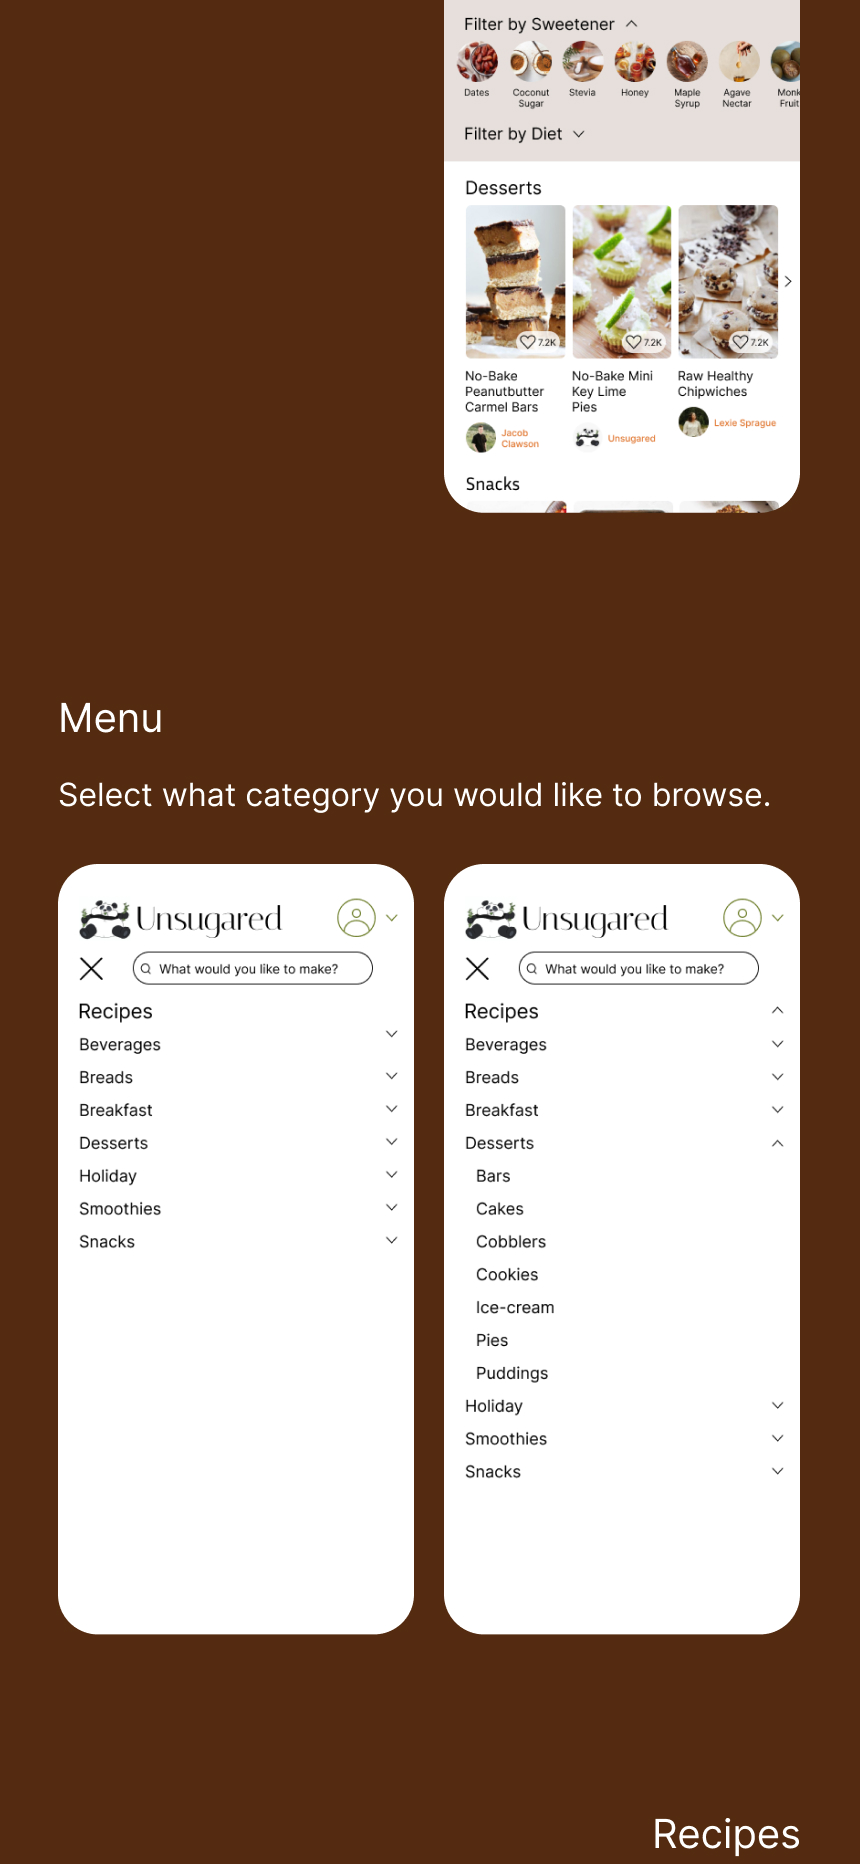 Filter by Sweetener
Dates
Coconut
Sugar
Stevia
Honey
Maple
Syrup
Agave
Nectar
Monk
Fruit
Filter by Diet
Desserts
7.2K
7.2K
7.2K
No-Bake
Peanutbutter
Carmel Bars
Jacob
Clawson
No-Bake Mini
Key Lime
Pies
Unsugared
Raw Healthy
Chipwiches
Lexie Sprague
Snacks
Menu
Select what category you would like to browse.
Unsugared
What would you like to make?
Recipes
Beverages
Breads
Breakfast
Desserts
Holiday
Smoothies
Snacks
Unsugared
What would you like to make?
Recipes
Beverages
Breads
Breakfast
Desserts
Bars
Cakes
Cobblers
Cookies
Ice-cream
Pies
Puddings
Holiday
Smoothies
Snacks
Recipes